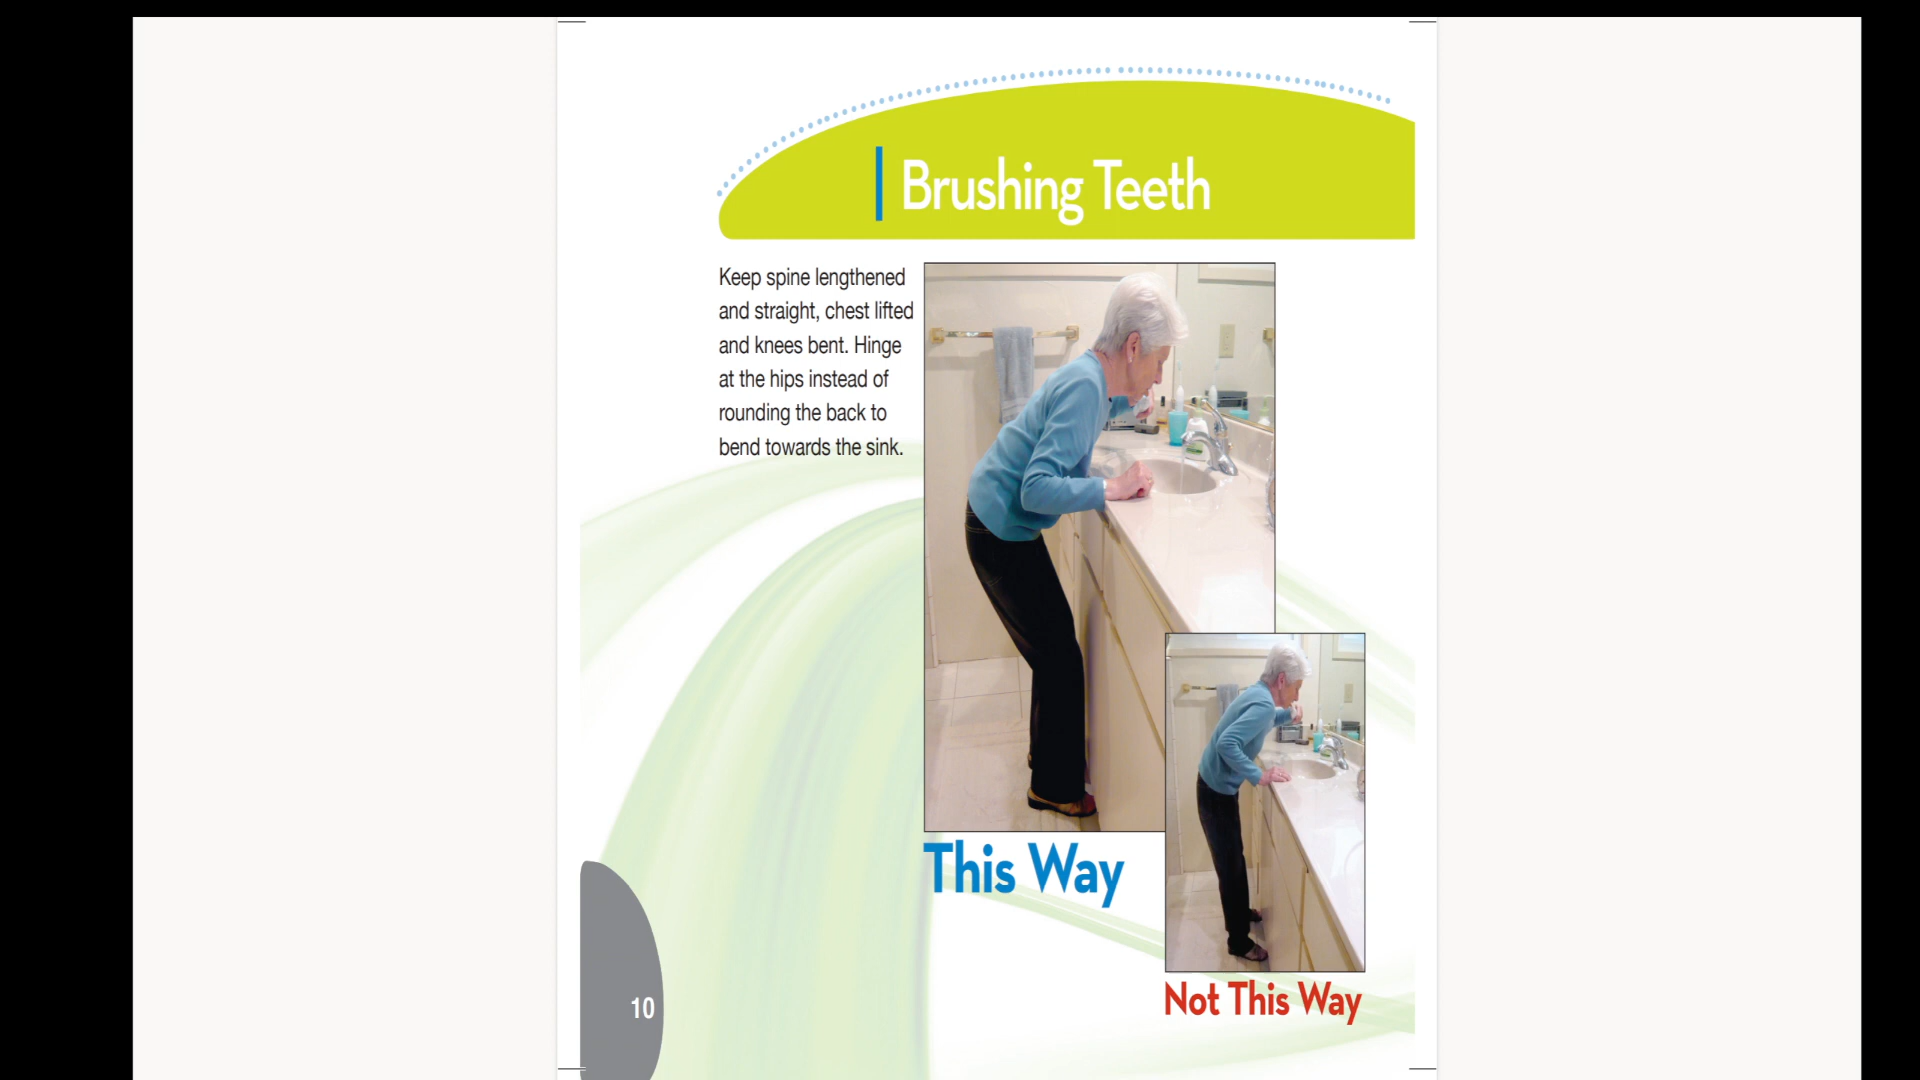 Brushing Teeth
Keep spine lengthened
and straight, chest lifted
and knees bent. Hinge
at the hips instead of
rounding the back to
bend towards the sink.
This Way
Not This Way
10